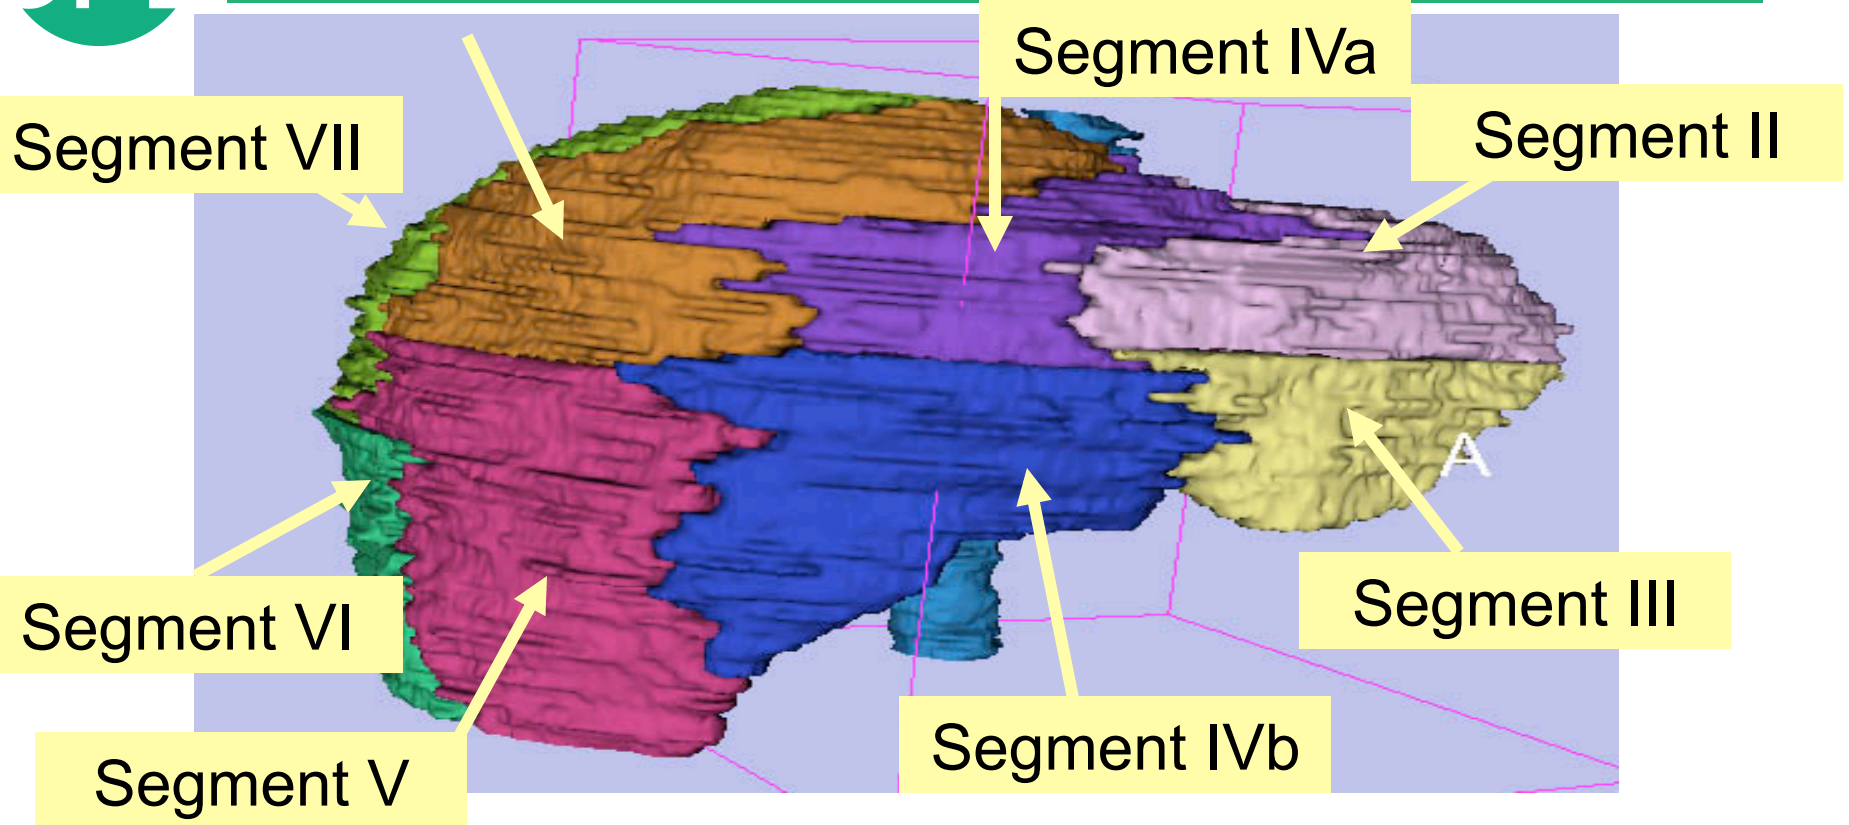 Segment IVa
Segment II
Segment VII
A
Segment III
Segment VI
Segment IVb
Segment V